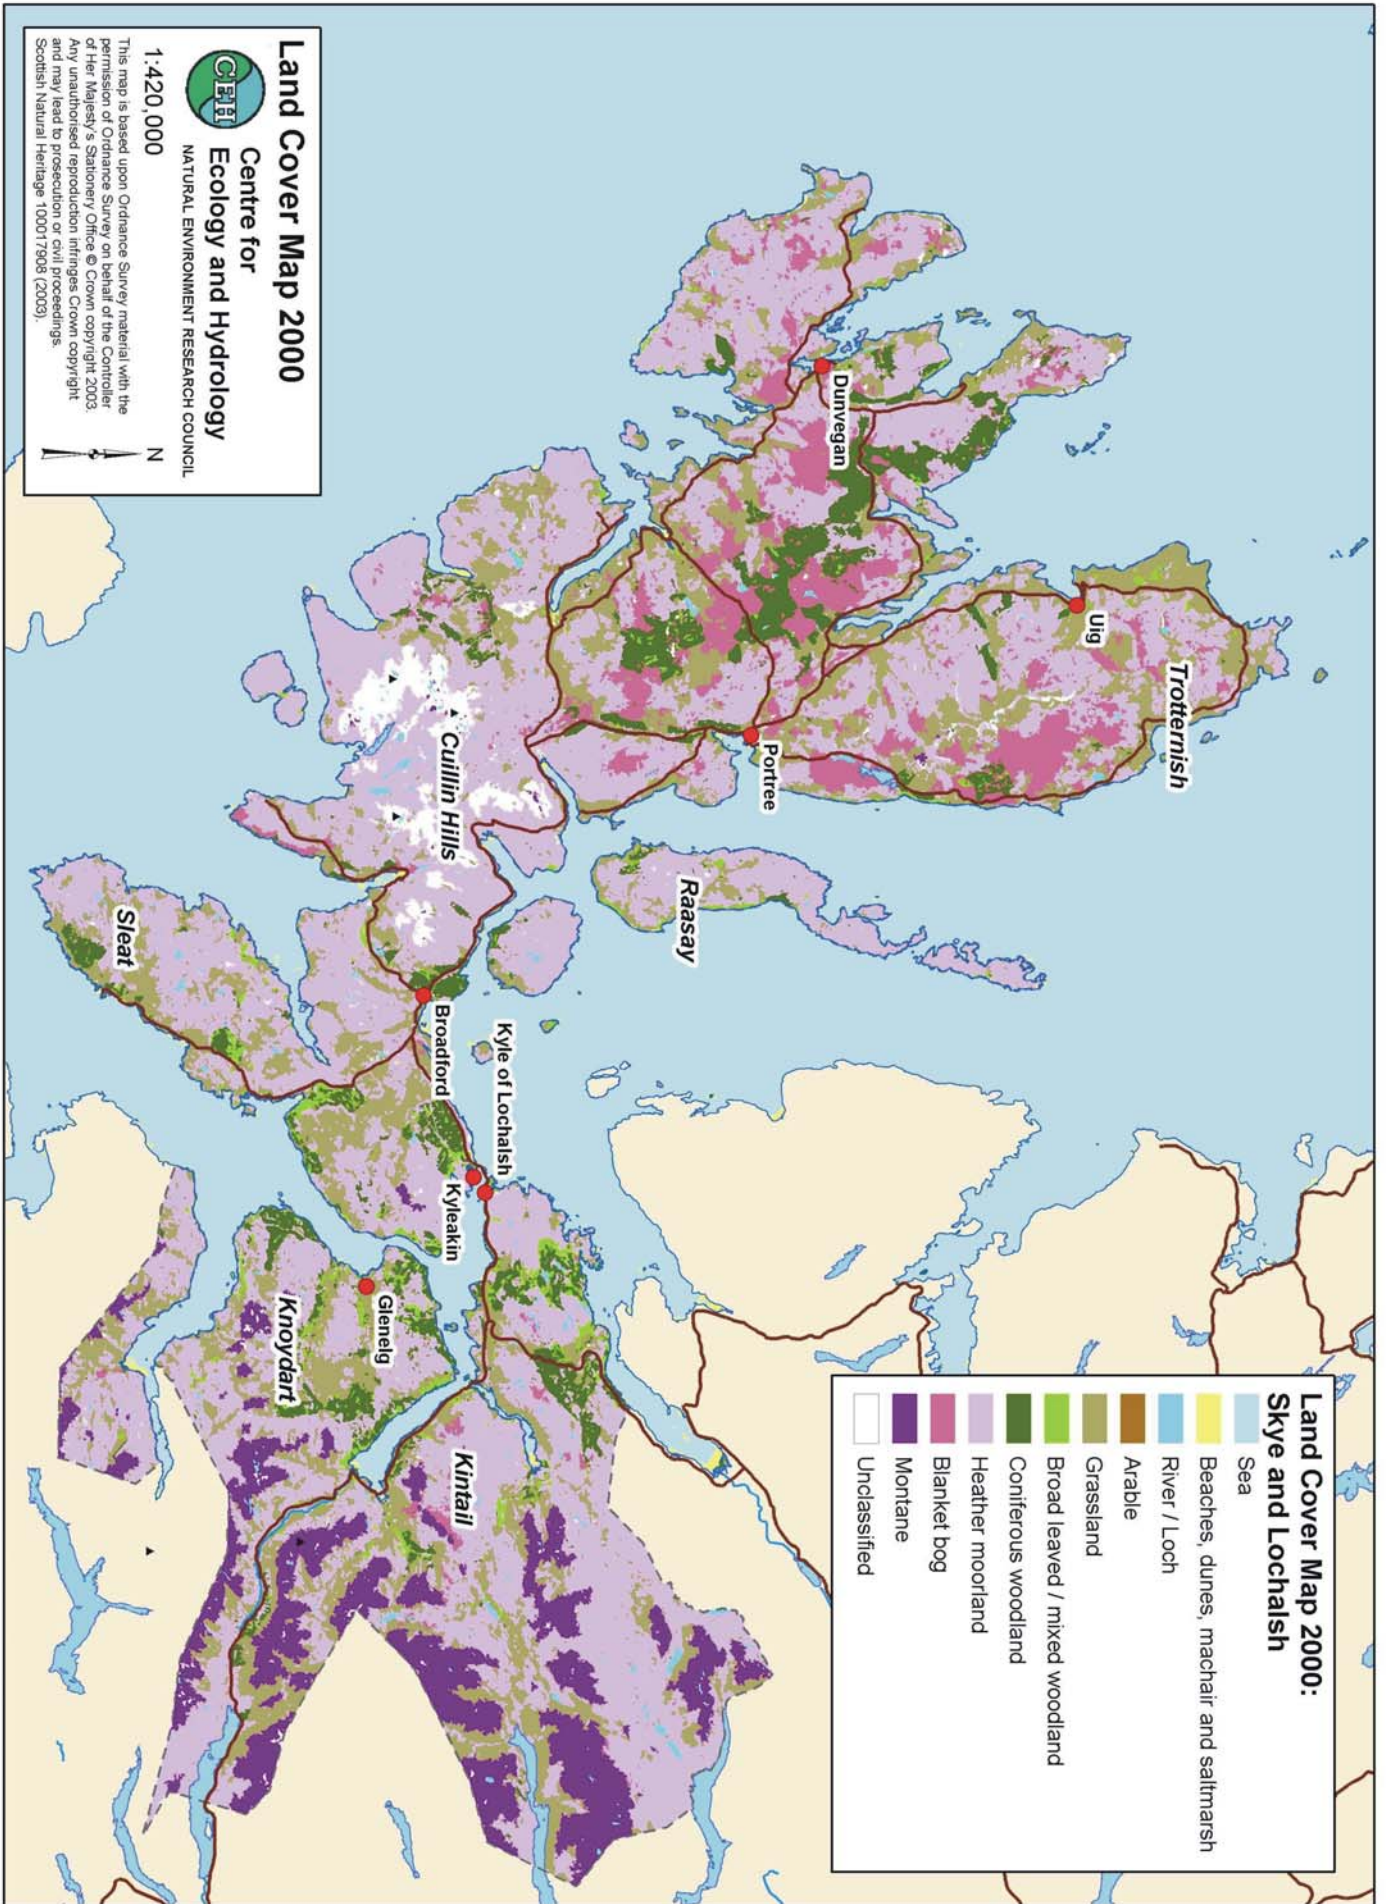 Land Cover Map 2000:
Skye and Lochalsh
Sea
Beaches, dunes, machair and saltmarsh
River / Loch
Arable
Grassland
Broad leaved / mixed woodland
Coniferous woodland
Heather moorland
Blanket bog
Montane
Unclassified
Trotternish
Uig
Dunvegan
Portree
Raasay
Cuillin Hills
Kyle of Lochalsh
Broadford
Kyleakin
Kintail
Glenelg
Knoydart
Sleat
Land Cover Map 2000
CEH
Centre for
Ecology and Hydrology
NATURAL ENVIRONMENT RESEARCH COUNCIL
1:420,000
N
This map is based upon Ordnance Survey material with the
permission of Ordnance Survey on behalf of the Controller
of Her Majesty's Stationery Office © Crown copyright 2003.
Any unauthorised reproduction infringes Crown copyright
and may lead to prosecution or civil proceedings.
Scottish Natural Heritage 100017908 (2003).